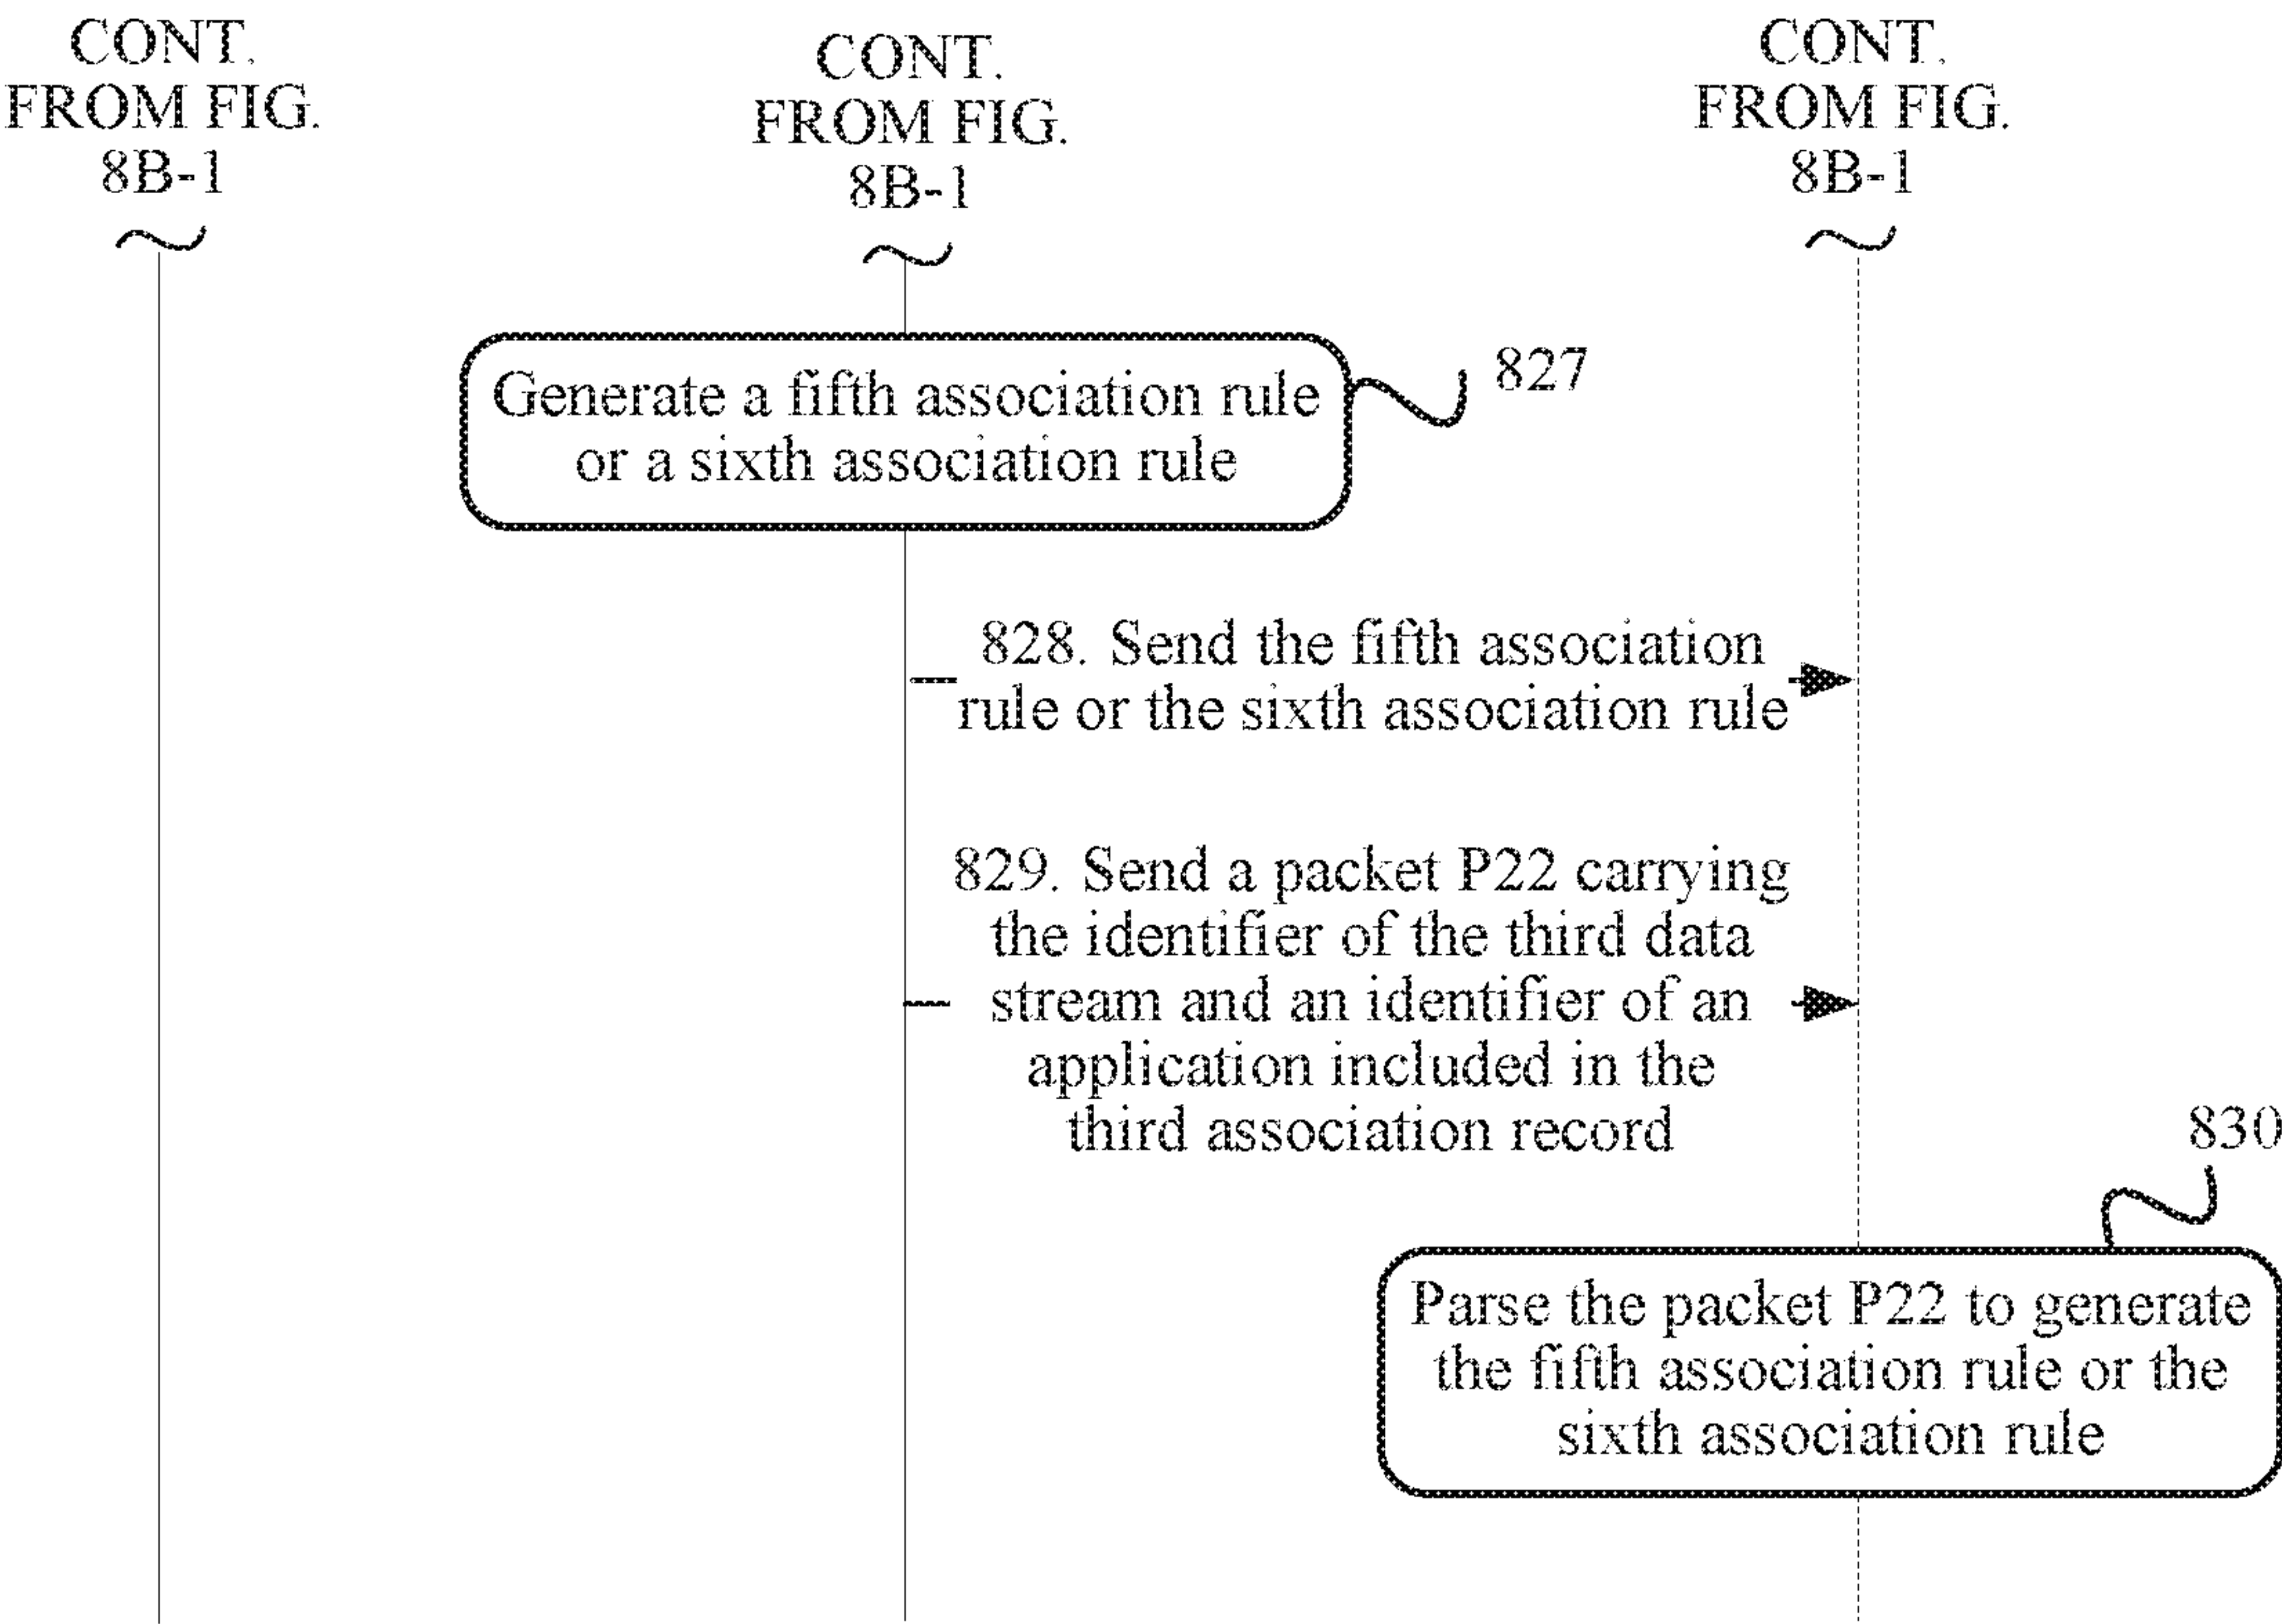 CONT.
FROM FIG.
8B-1
CONT.
FROM FIG.
8B-1
CONT.
FROM FIG.
8B-1
Generate a fifth association rule
or a sixth association rule
827
828. Send the fifth association
rule or the sixth association rule
829. Send a packet P22 carrying
the identifier of the third data
stream and an identifier of an
application included in the
third association record
830
Parse the packet P22 to generate
the fifth association rule or the
sixth association rule